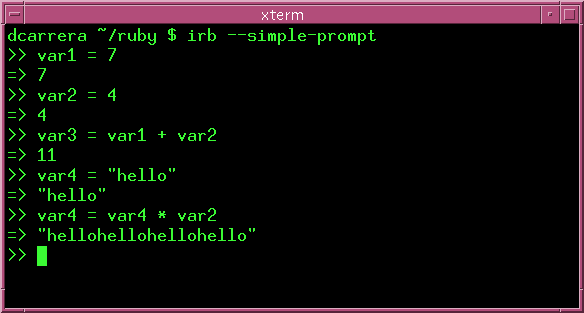 xterm
dcarrera ~/ruby $ irb --simple-prompt
>> var1 = 7
=> 7
>> var2 = 4
=> 4
>> var3 = var1 + var2
=> 11
>> var4 = "hello"
=> "hello"
>> var4 = var4 * var2
=> "hellohellohellohello"
>>